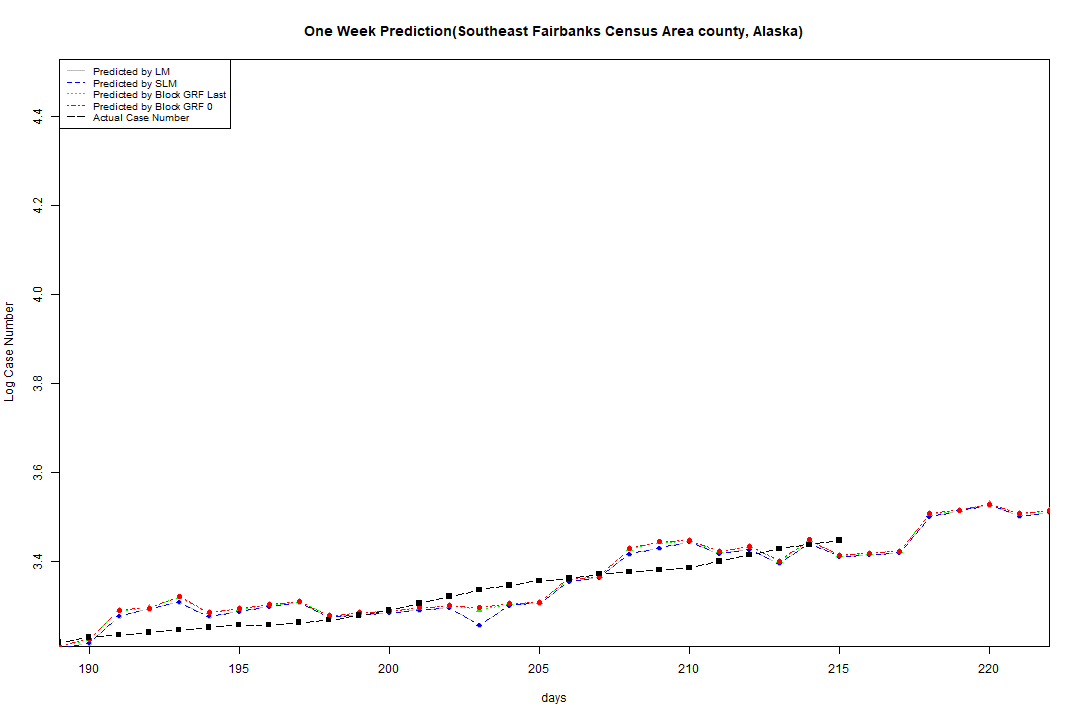 One Week Prediction(Southeast Fairbanks Census Area county, Alaska)
Predicted by LM
Predicted by SLM
Predicted by Block GRF Last
Predicted by Block GRF 0
Actual Case Number
Log Case Number
4.4
4.2
4.0
3.8
3.6
3.4
190 195 200 205 210 215 220
days